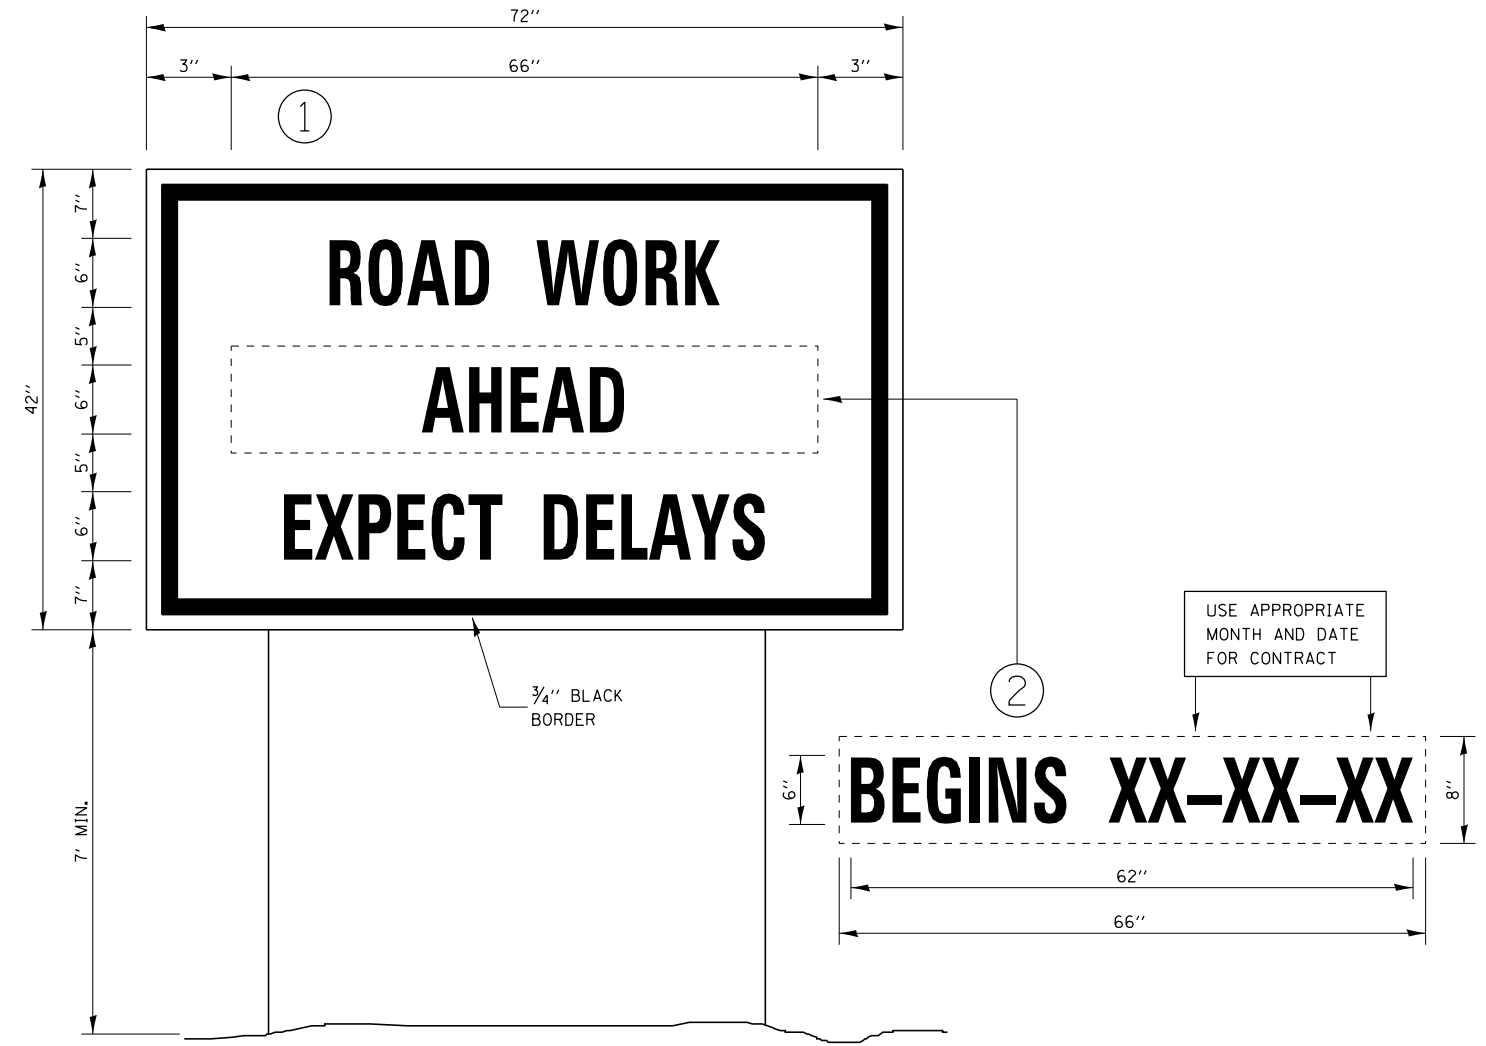 72''
3'' 66'' 3''
1
7''
6''
5''
6''
5''
6''
7''
42''
ROAD WORK
AHEAD
EXPECT DELAYS
3/4'' BLACK
BORDER
7' MIN.
2
USE APPROPRIATE
MONTH AND DATE
FOR CONTRACT
6''
BEGINS XX-XX-XX
8''
62''
66''